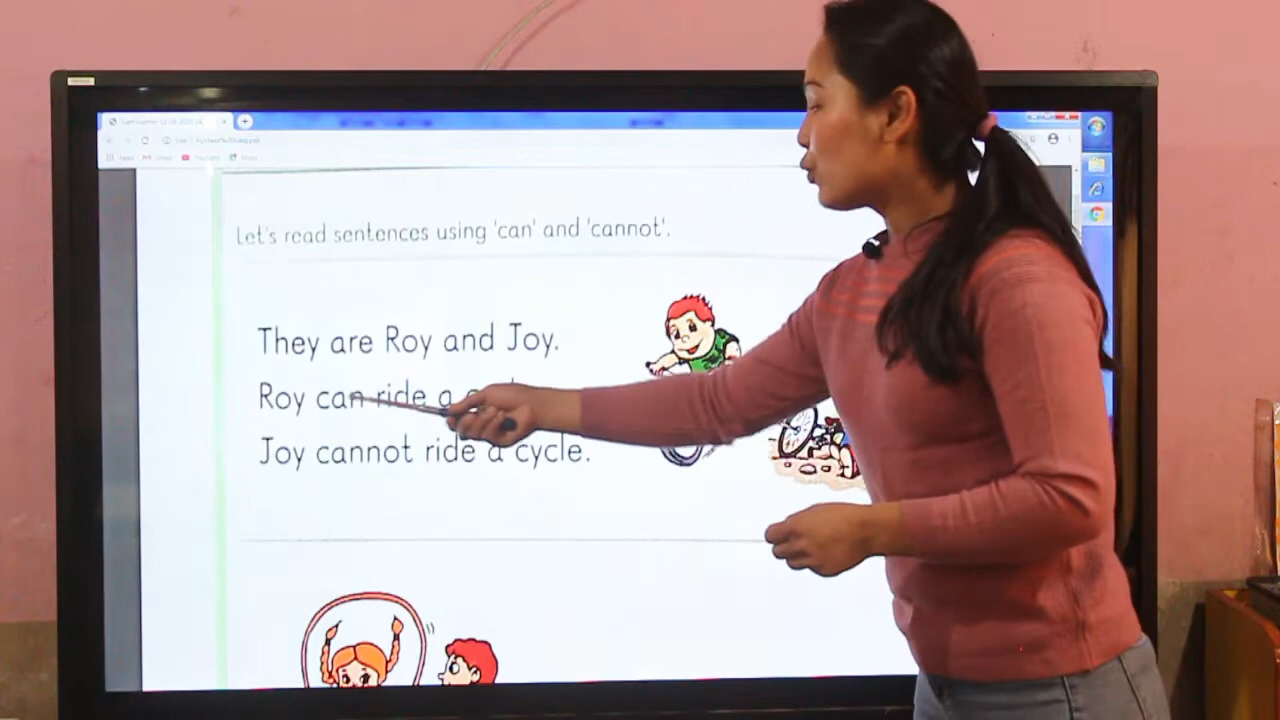 Let's read sentences using 'can' and 'cannot'.
They are Roy and Joy.
Roy can ride a
Joy cannot ride a cycle.